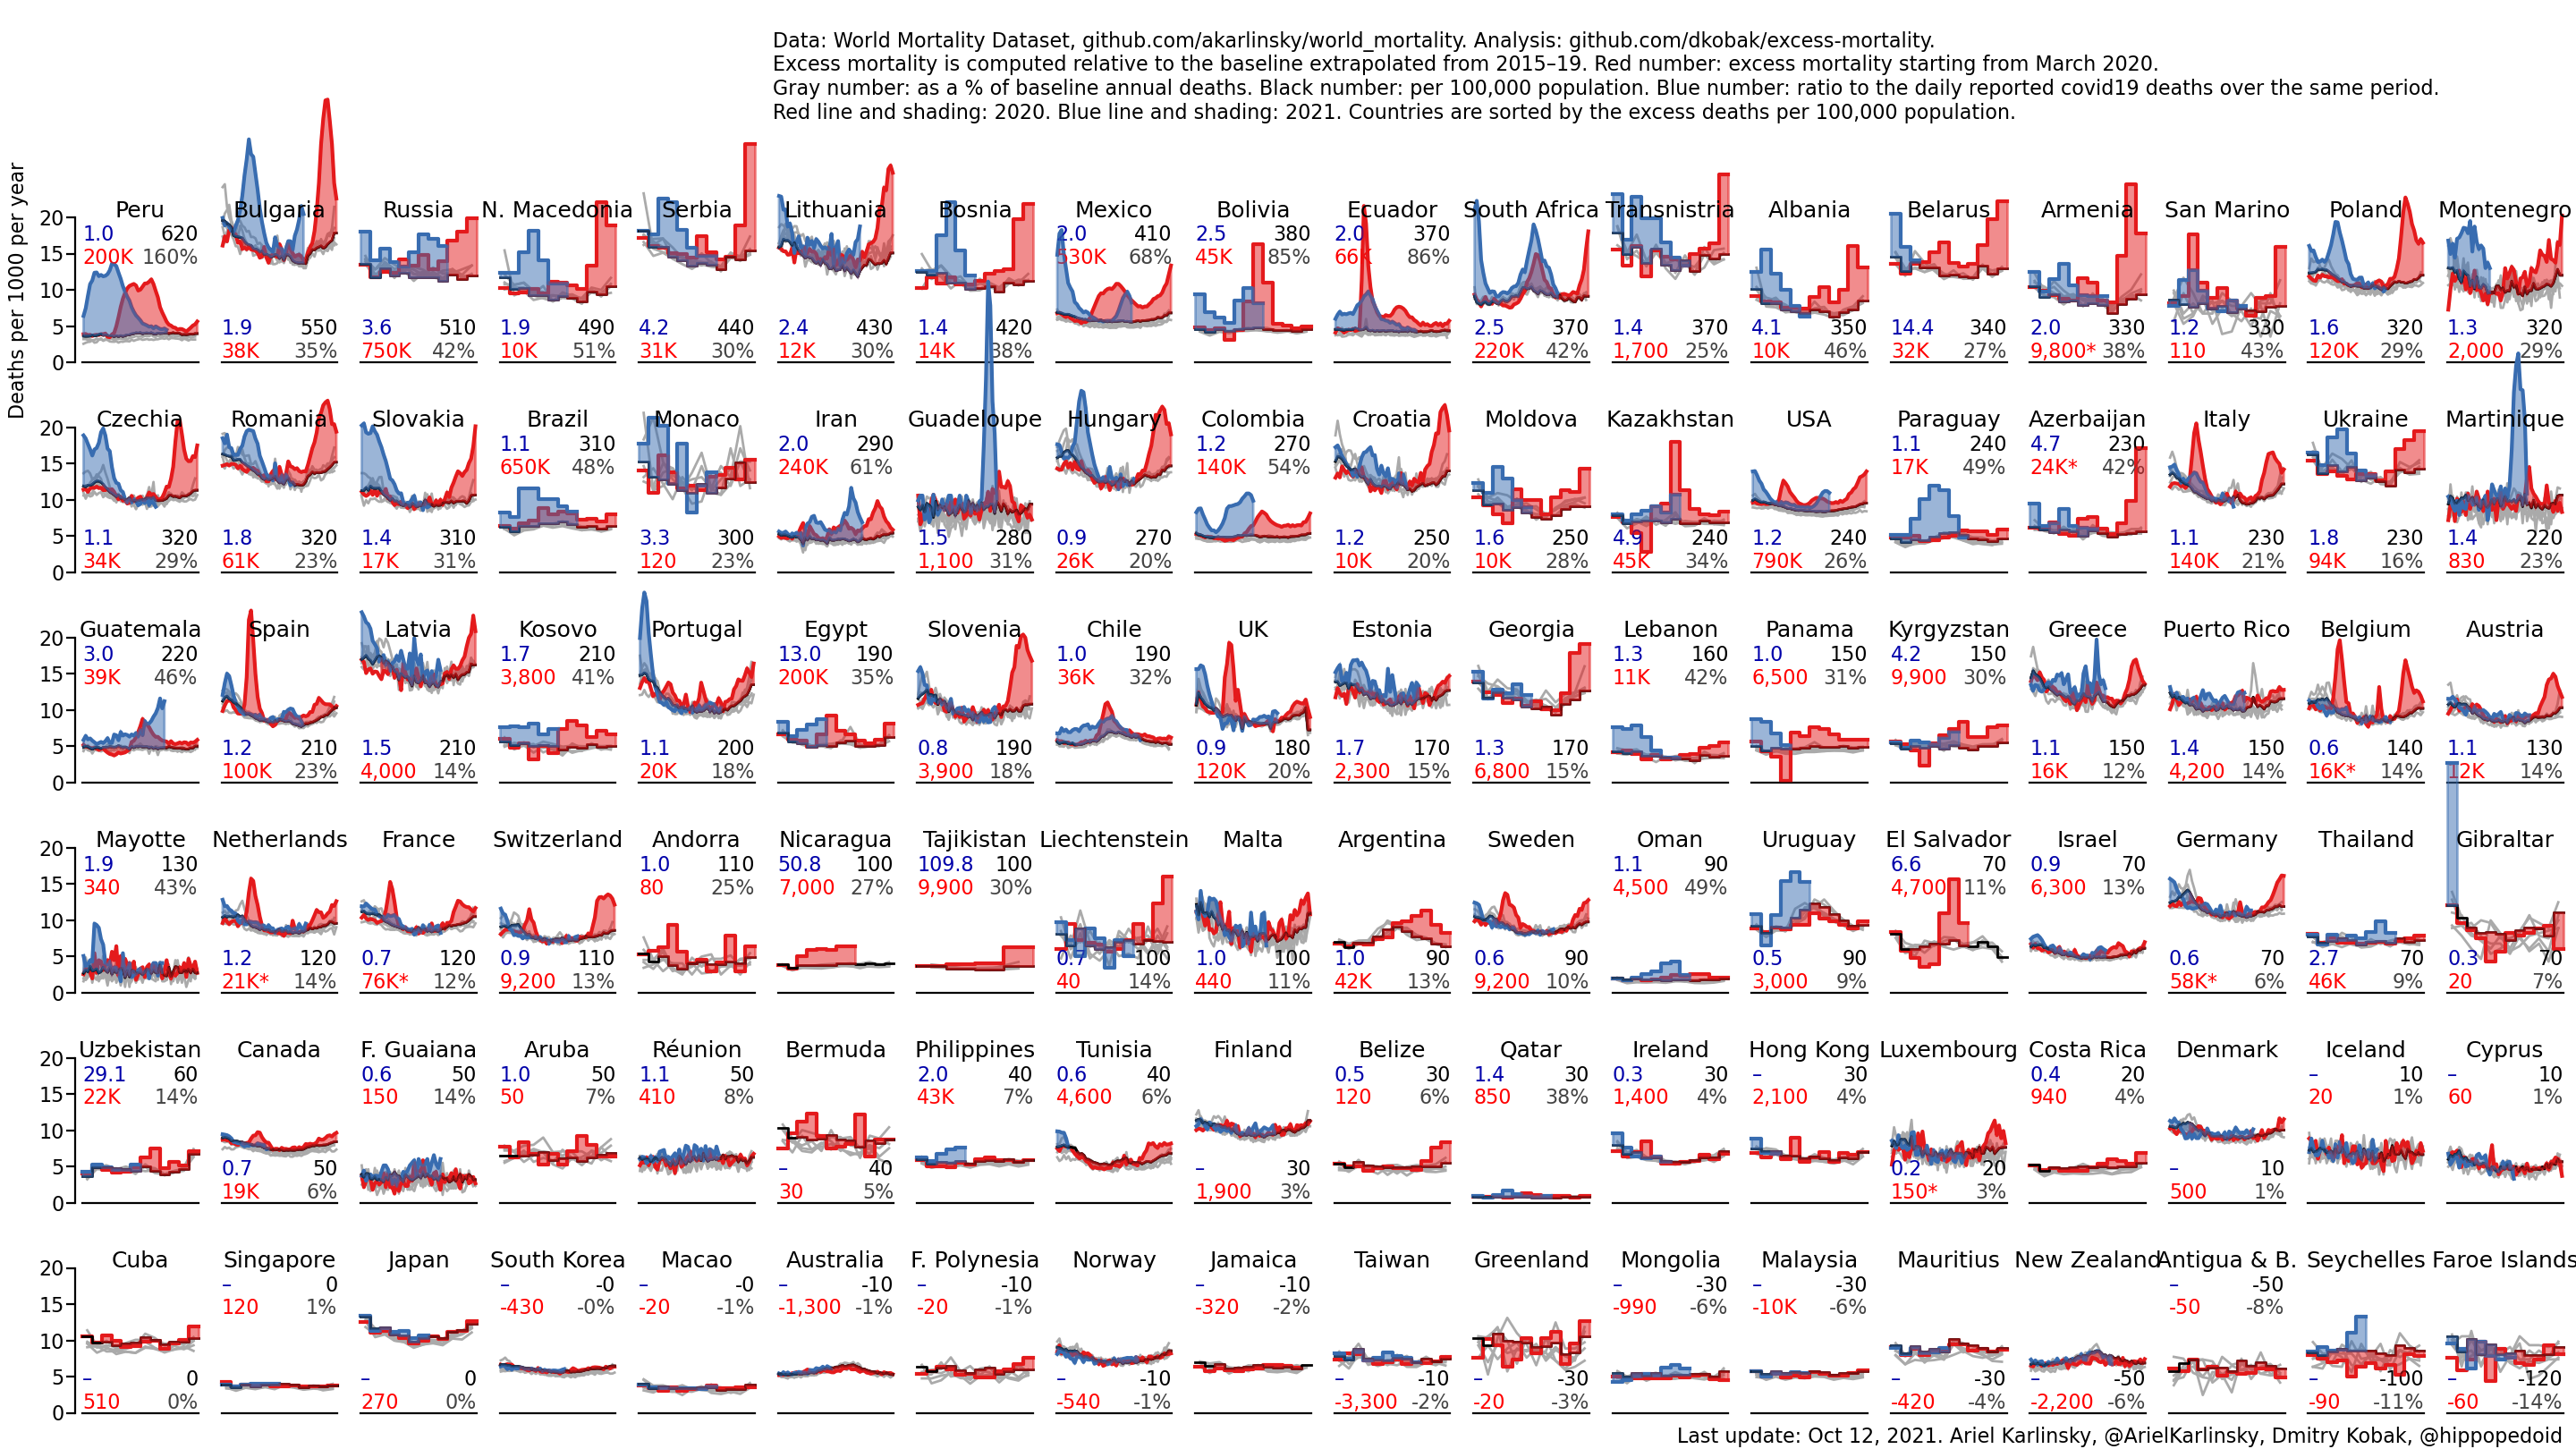 Data: World Mortality Dataset, github.com/akarlinsky/world_mortality. Analysis: github.com/dkobak/excess-mortality.
Excess mortality is computed relative to the baseline extrapolated from 2015–19. Red number: excess mortality starting from March 2020.
Gray number: as a % of baseline annual deaths. Black number: per 100,000 population. Blue number: ratio to the daily reported covid19 deaths over the same period.
Red line and shading: 2020. Blue line and shading: 2021. Countries are sorted by the excess deaths per 100,000 population.
Deaths per 1000 per year
20
15
10
5
0
Peru
1.0 620
200K 160%
Bulgaria
1.9 550
38K 35%
Russia
3.6 510
750K 42%
N. Macedonia
1.9 490
10K 51%
Serbia
4.2 440
31K 30%
Lithuania
2.4 430
12K 30%
Bosnia
1.4 420
14K 38%
Mexico
2.0 410
530K 68%
Bolivia
2.5 380
45K 85%
Ecuador
2.0 370
66K 86%
South Africa
2.5 370
220K 42%
Transnistria
1.4 370
1,700 25%
Albania
4.1 350
10K 46%
Belarus
14.4 340
32K 27%
Armenia
2.0 330
9,800* 38%
San Marino
1.2 330
110 43%
Poland
1.6 320
120K 29%
Montenegro
1.3 320
2,000 29%
20
15
10
5
0
Czechia
1.1 320
34K 29%
Romania
1.8 320
61K 23%
Slovakia
1.4 310
17K 31%
Brazil
1.1 310
650K 48%
Monaco
3.3 300
120 23%
Iran
2.0 290
240K 61%
Guadeloupe
1.5 280
1,100 31%
Hungary
0.9 270
26K 20%
Colombia
1.2 270
140K 54%
Croatia
1.2 250
10K 20%
Moldova
1.6 250
10K 28%
Kazakhstan
4.9 240
45K 34%
USA
1.2 240
790K 26%
Paraguay
1.1 240
17K 49%
Azerbaijan
4.7 230
24K* 42%
Italy
1.1 230
140K 21%
Ukraine
1.8 230
94K 16%
Martinique
1.4 220
830 23%
20
15
10
5
0
Guatemala
3.0 220
39K 46%
Spain
1.2 210
100K 23%
Latvia
1.5 210
4,000 14%
Kosovo
1.7 210
3,800 41%
Portugal
1.1 200
20K 18%
Egypt
13.0 190
200K 35%
Slovenia
0.8 190
3,900 18%
Chile
1.0 190
36K 32%
UK
0.9 180
120K 20%
Estonia
1.7 170
2,300 15%
Georgia
1.3 170
6,800 15%
Lebanon
1.3 160
11K 42%
Panama
1.0 150
6,500 31%
Kyrgyzstan
4.2 150
9,900 30%
Greece
1.1 150
16K 12%
Puerto Rico
1.4 150
4,200 14%
Belgium
0.6 140
16K* 14%
Austria
1.1 130
12K 14%
20
15
10
5
0
Mayotte
1.9 130
340 43%
Netherlands
1.2 120
21K* 14%
France
0.7 120
76K* 12%
Switzerland
0.9 110
9,200 13%
Andorra
1.0 110
80 25%
Nicaragua
50.8 100
7,000 27%
Tajikistan
109.8 100
9,900 30%
Liechtenstein
0.7 100
40 14%
Malta
1.0 100
440 11%
Argentina
1.0 90
42K 13%
Sweden
0.6 90
9,200 10%
Oman
1.1 90
4,500 49%
Uruguay
0.5 90
3,000 9%
El Salvador
6.6 70
4,700 11%
Israel
0.9 70
6,300 13%
Germany
0.6 70
58K* 6%
Thailand
2.7 70
46K 9%
Gibraltar
0.3 70
20 7%
20
15
10
5
0
Uzbekistan
29.1 60
22K 14%
Canada
0.7 50
19K 6%
F. Guaiana
0.6 50
150 14%
Aruba
1.0 50
50 7%
Réunion
1.1 50
410 8%
Bermuda
– 40
30 5%
Philippines
2.0 40
43K 7%
Tunisia
0.6 40
4,600 6%
Finland
– 30
1,900 3%
Belize
0.5 30
120 6%
Qatar
1.4 30
850 38%
Ireland
0.3 30
1,400 4%
Hong Kong
– 30
2,100 4%
Luxembourg
0.2 20
150* 3%
Costa Rica
0.4 20
940 4%
Denmark
– 10
500 1%
Iceland
– 10
20 1%
Cyprus
– 10
60 1%
20
15
10
5
0
Cuba
– 0
510 0%
Singapore
– 0
120 1%
Japan
– 0
270 0%
South Korea
– -0
-430 -0%
Macao
– -0
-20 -1%
Australia
– -10
-1,300 -1%
F. Polynesia
– -10
-20 -1%
Norway
– -10
-540 -1%
Jamaica
– -10
-320 -2%
Taiwan
– -10
-3,300 -2%
Greenland
– -30
-20 -3%
Mongolia
– -30
-990 -6%
Malaysia
– -30
-10K -6%
Mauritius
– -30
-420 -4%
New Zealand
– -50
-2,200 -6%
Antigua & B.
– -50
-50 -8%
Seychelles
– -100
-90 -11%
Faroe Islands
– -120
-60 -14%
Last update: Oct 12, 2021. Ariel Karlinsky, @ArielKarlinsky, Dmitry Kobak, @hippopedoid